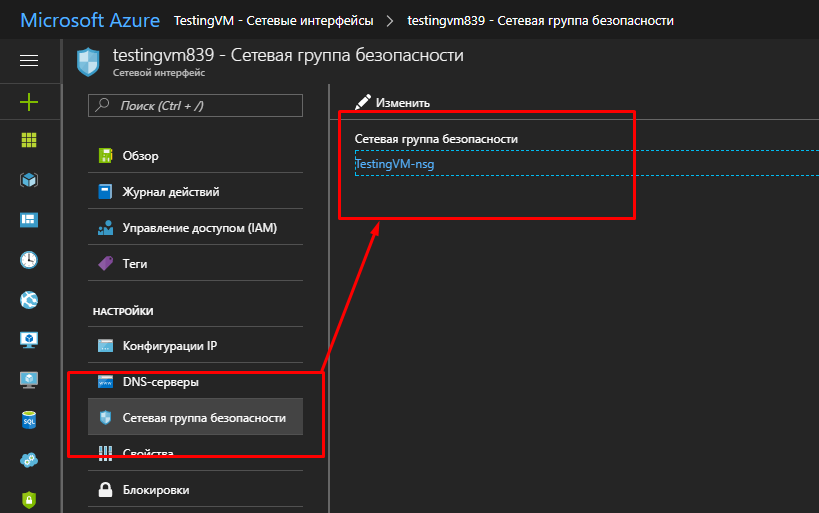 Microsoft Azure TestingVM - Сетевые интерфейсы > testingvm839 - Сетевая группа безопасности
testingvm839 - Сетевая группа безопасности
Сетевой интерфейс
Поиск (Ctrl + /)
Изменить
Сетевая группа безопасности
TestingVM-nsg
Обзор
Журнал действий
Управление доступом (IAM)
Теги
НАСТРОЙКИ
Конфигурации IP
DNS-серверы
Сетевая группа безопасности
Свойства
Блокировки
SQL